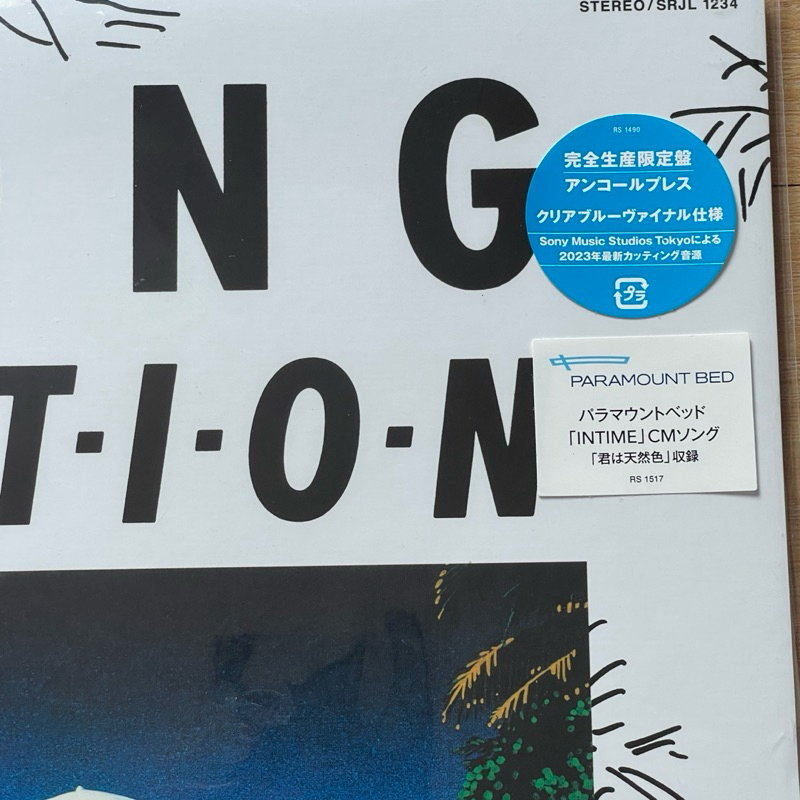 STEREO/SRJL 1234
NG
RS 1490
完全生産限定盤
アンコールプレス
クリアブルーヴァイナル仕様
Sony Music Studios Tokyoによる
2023年最新カッティング音源
プラ
T·I·O·N
PARAMOUNT BED
パラマウントベッド
「INTIME」CMソング
「君は天然色」収録
RS 1517